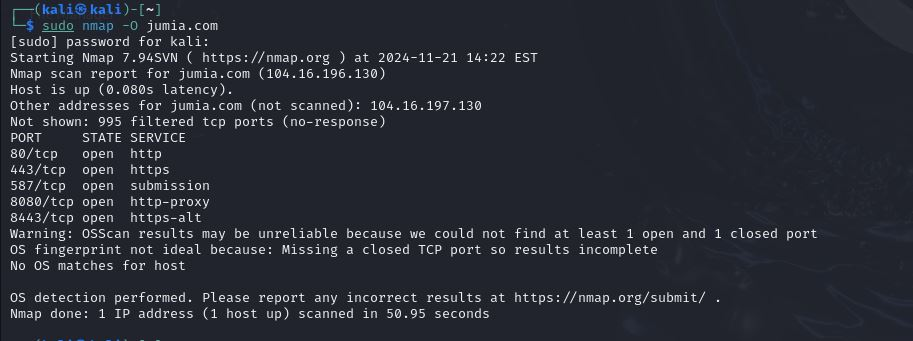 ┌──(kali㉿kali)-[~]
└─$ sudo nmap -O jumia.com
[sudo] password for kali:
Starting Nmap 7.94SVN ( https://nmap.org ) at 2024-11-21 14:22 EST
Nmap scan report for jumia.com (104.16.196.130)
Host is up (0.080s latency).
Other addresses for jumia.com (not scanned): 104.16.197.130
Not shown: 995 filtered tcp ports (no-response)
PORT     STATE SERVICE
80/tcp   open  http
443/tcp  open  https
587/tcp  open  submission
8080/tcp open  http-proxy
8443/tcp open  https-alt
Warning: OSScan results may be unreliable because we could not find at least 1 open and 1 closed port
OS fingerprint not ideal because: Missing a closed TCP port so results incomplete
No OS matches for host
OS detection performed. Please report any incorrect results at https://nmap.org/submit/ .
Nmap done: 1 IP address (1 host up) scanned in 50.95 seconds